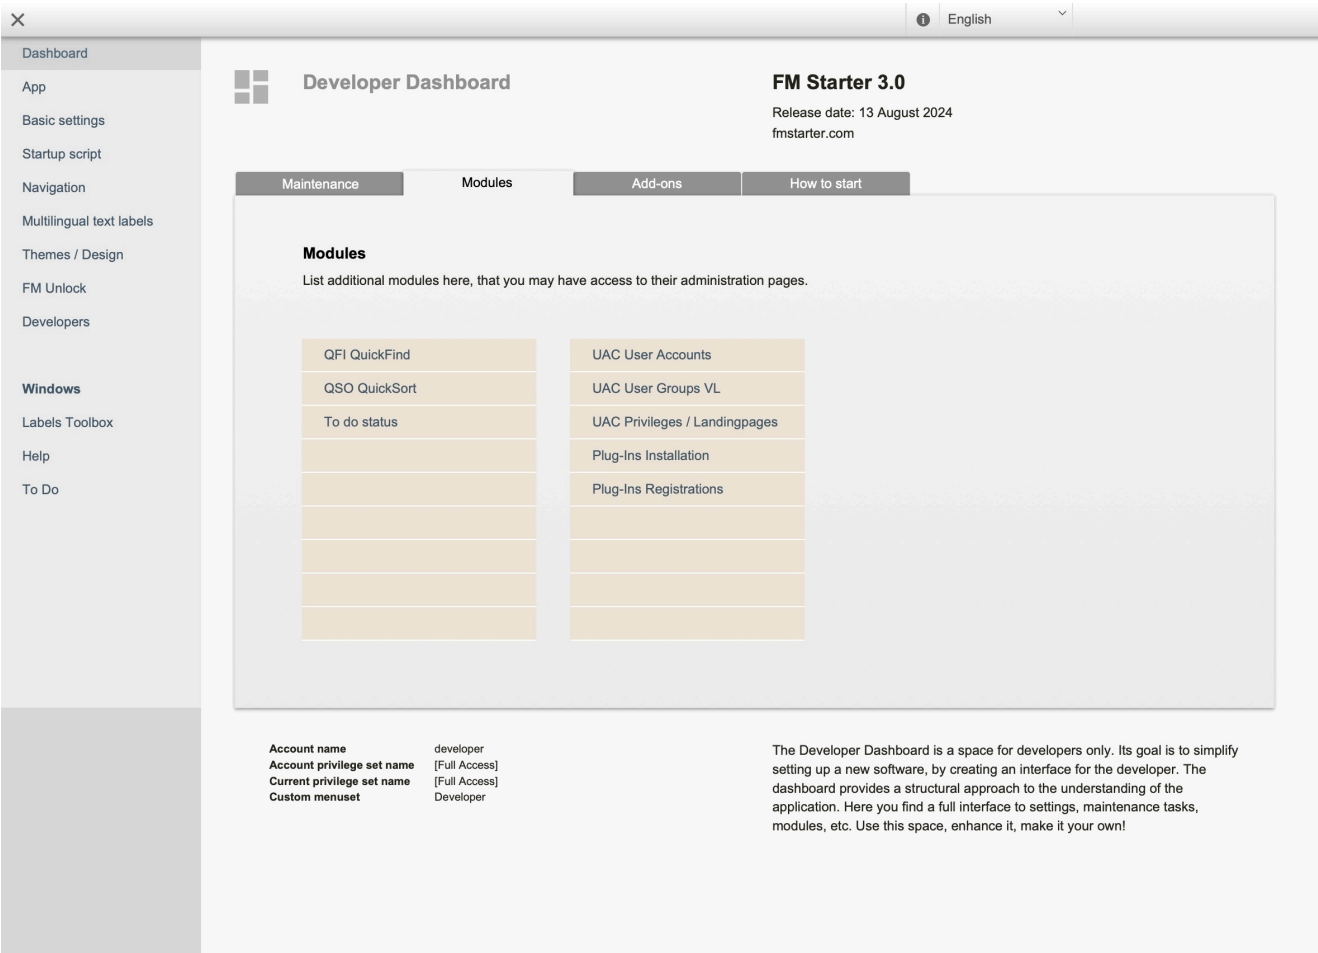 English
Dashboard
App
Basic settings
Startup script
Navigation
Multilingual text labels
Themes / Design
FM Unlock
Developers
Windows
Labels Toolbox
Help
To Do
Developer Dashboard
FM Starter 3.0
Release date: 13 August 2024
fmstarter.com
Maintenance
Modules
Add-ons
How to start
Modules
List additional modules here, that you may have access to their administration pages.
QFI QuickFind
QSO QuickSort
To do status
UAC User Accounts
UAC User Groups VL
UAC Privileges / Landingpages
Plug-Ins Installation
Plug-Ins Registrations
Account name developer
Account privilege set name [Full Access]
Current privilege set name [Full Access]
Custom menuset Developer
The Developer Dashboard is a space for developers only. Its goal is to simplify
setting up a new software, by creating an interface for the developer. The
dashboard provides a structural approach to the understanding of the
application. Here you find a full interface to settings, maintenance tasks,
modules, etc. Use this space, enhance it, make it your own!